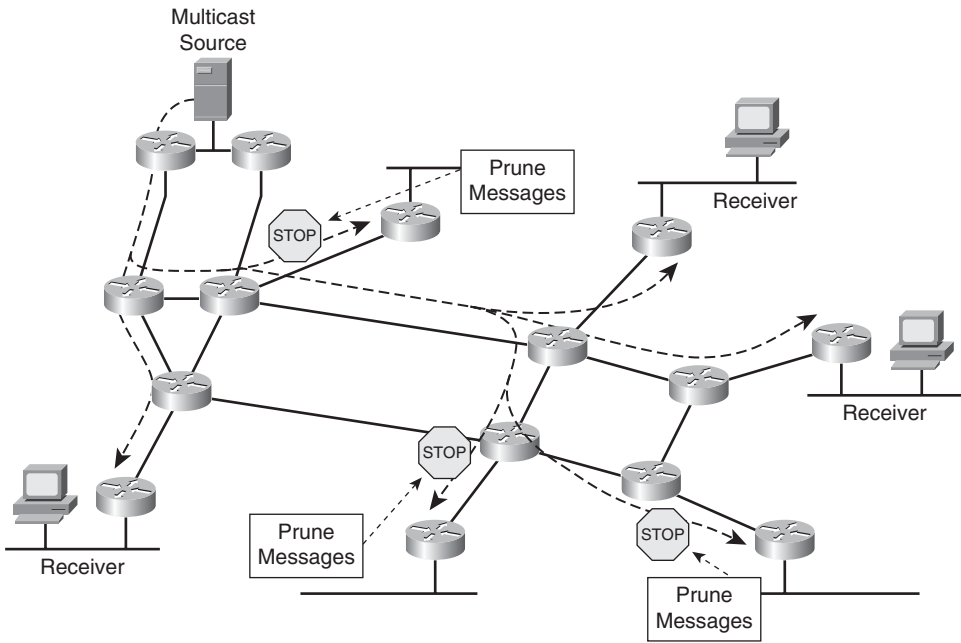 Multicast
Source
Prune
Messages
STOP
Receiver
Receiver
STOP
Prune
Messages
STOP
Receiver
Prune
Messages